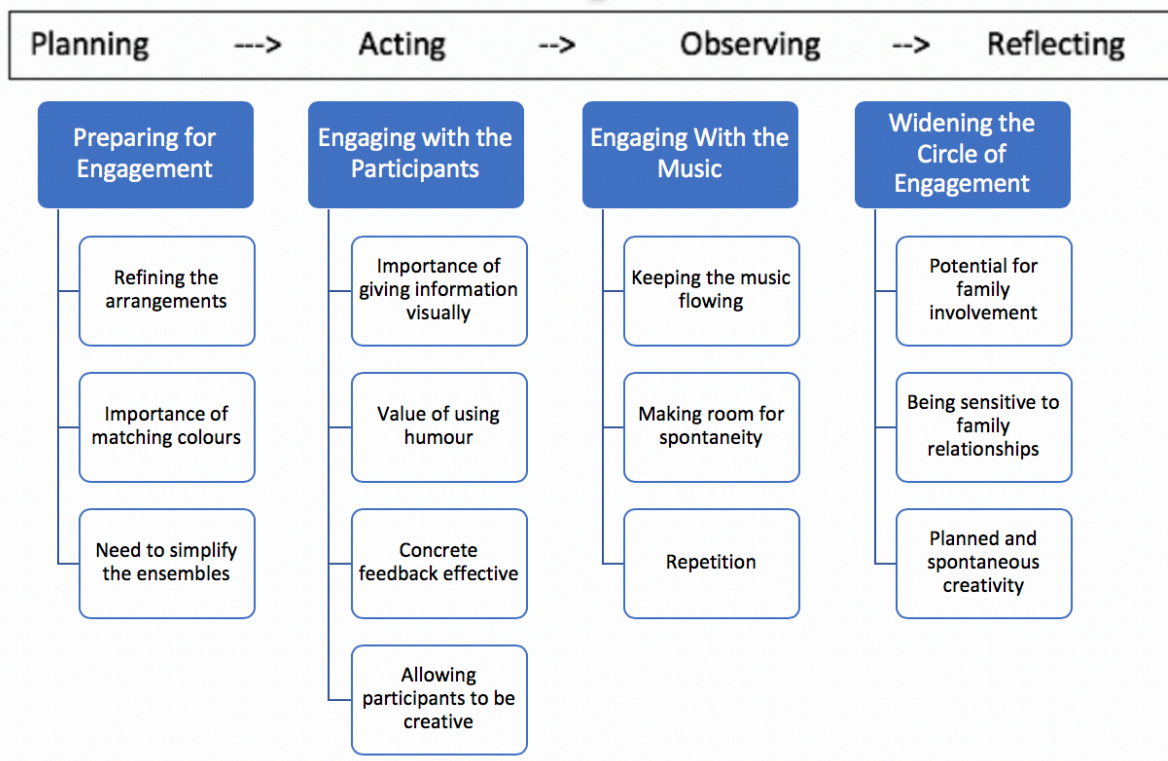 Planning ---> Acting --> Observing --> Reflecting
Preparing for
Engagement
Refining the
arrangements
Importance of
matching colours
Need to simplify
the ensembles
Engaging with the
Participants
Importance of
giving information
visually
Value of using
humour
Concrete
feedback effective
Allowing
participants to be
creative
Engaging With the
Music
Keeping the music
flowing
Making room for
spontaneity
Repetition
Widening the
Circle of
Engagement
Potential for
family
involvement
Being sensitive to
family
relationships
Planned and
spontaneous
creativity